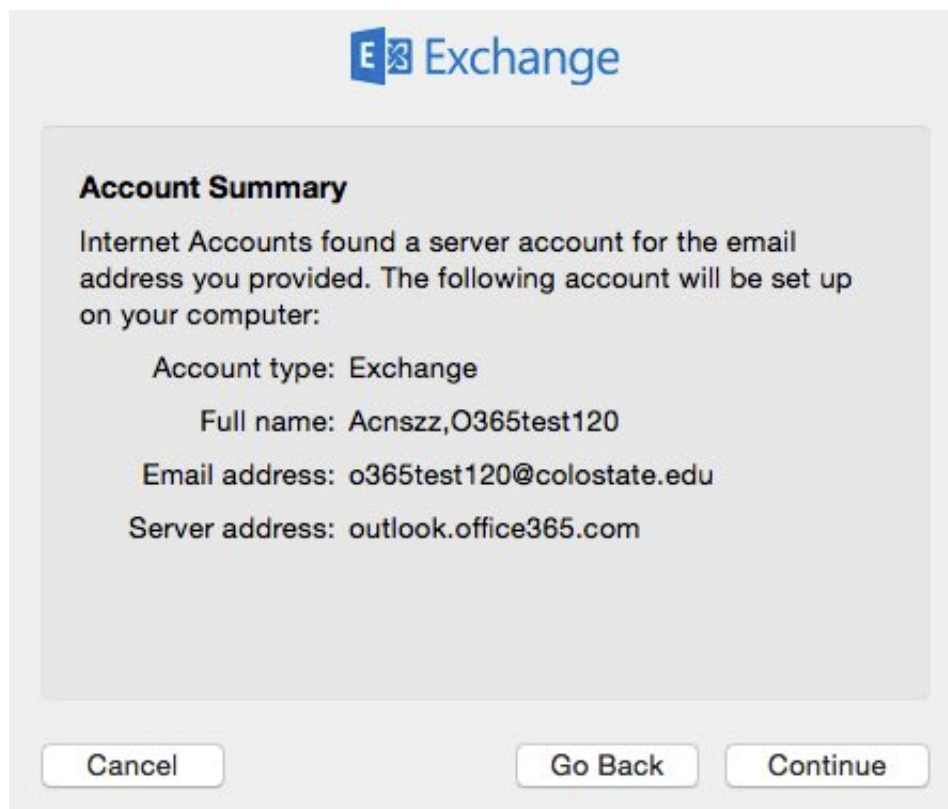 Exchange
Account Summary
Internet Accounts found a server account for the email
address you provided. The following account will be set up
on your computer:
Account type: Exchange
Full name: Acnszz,O365test120
Email address: o365test120@colostate.edu
Server address: outlook.office365.com
Cancel Go Back Continue